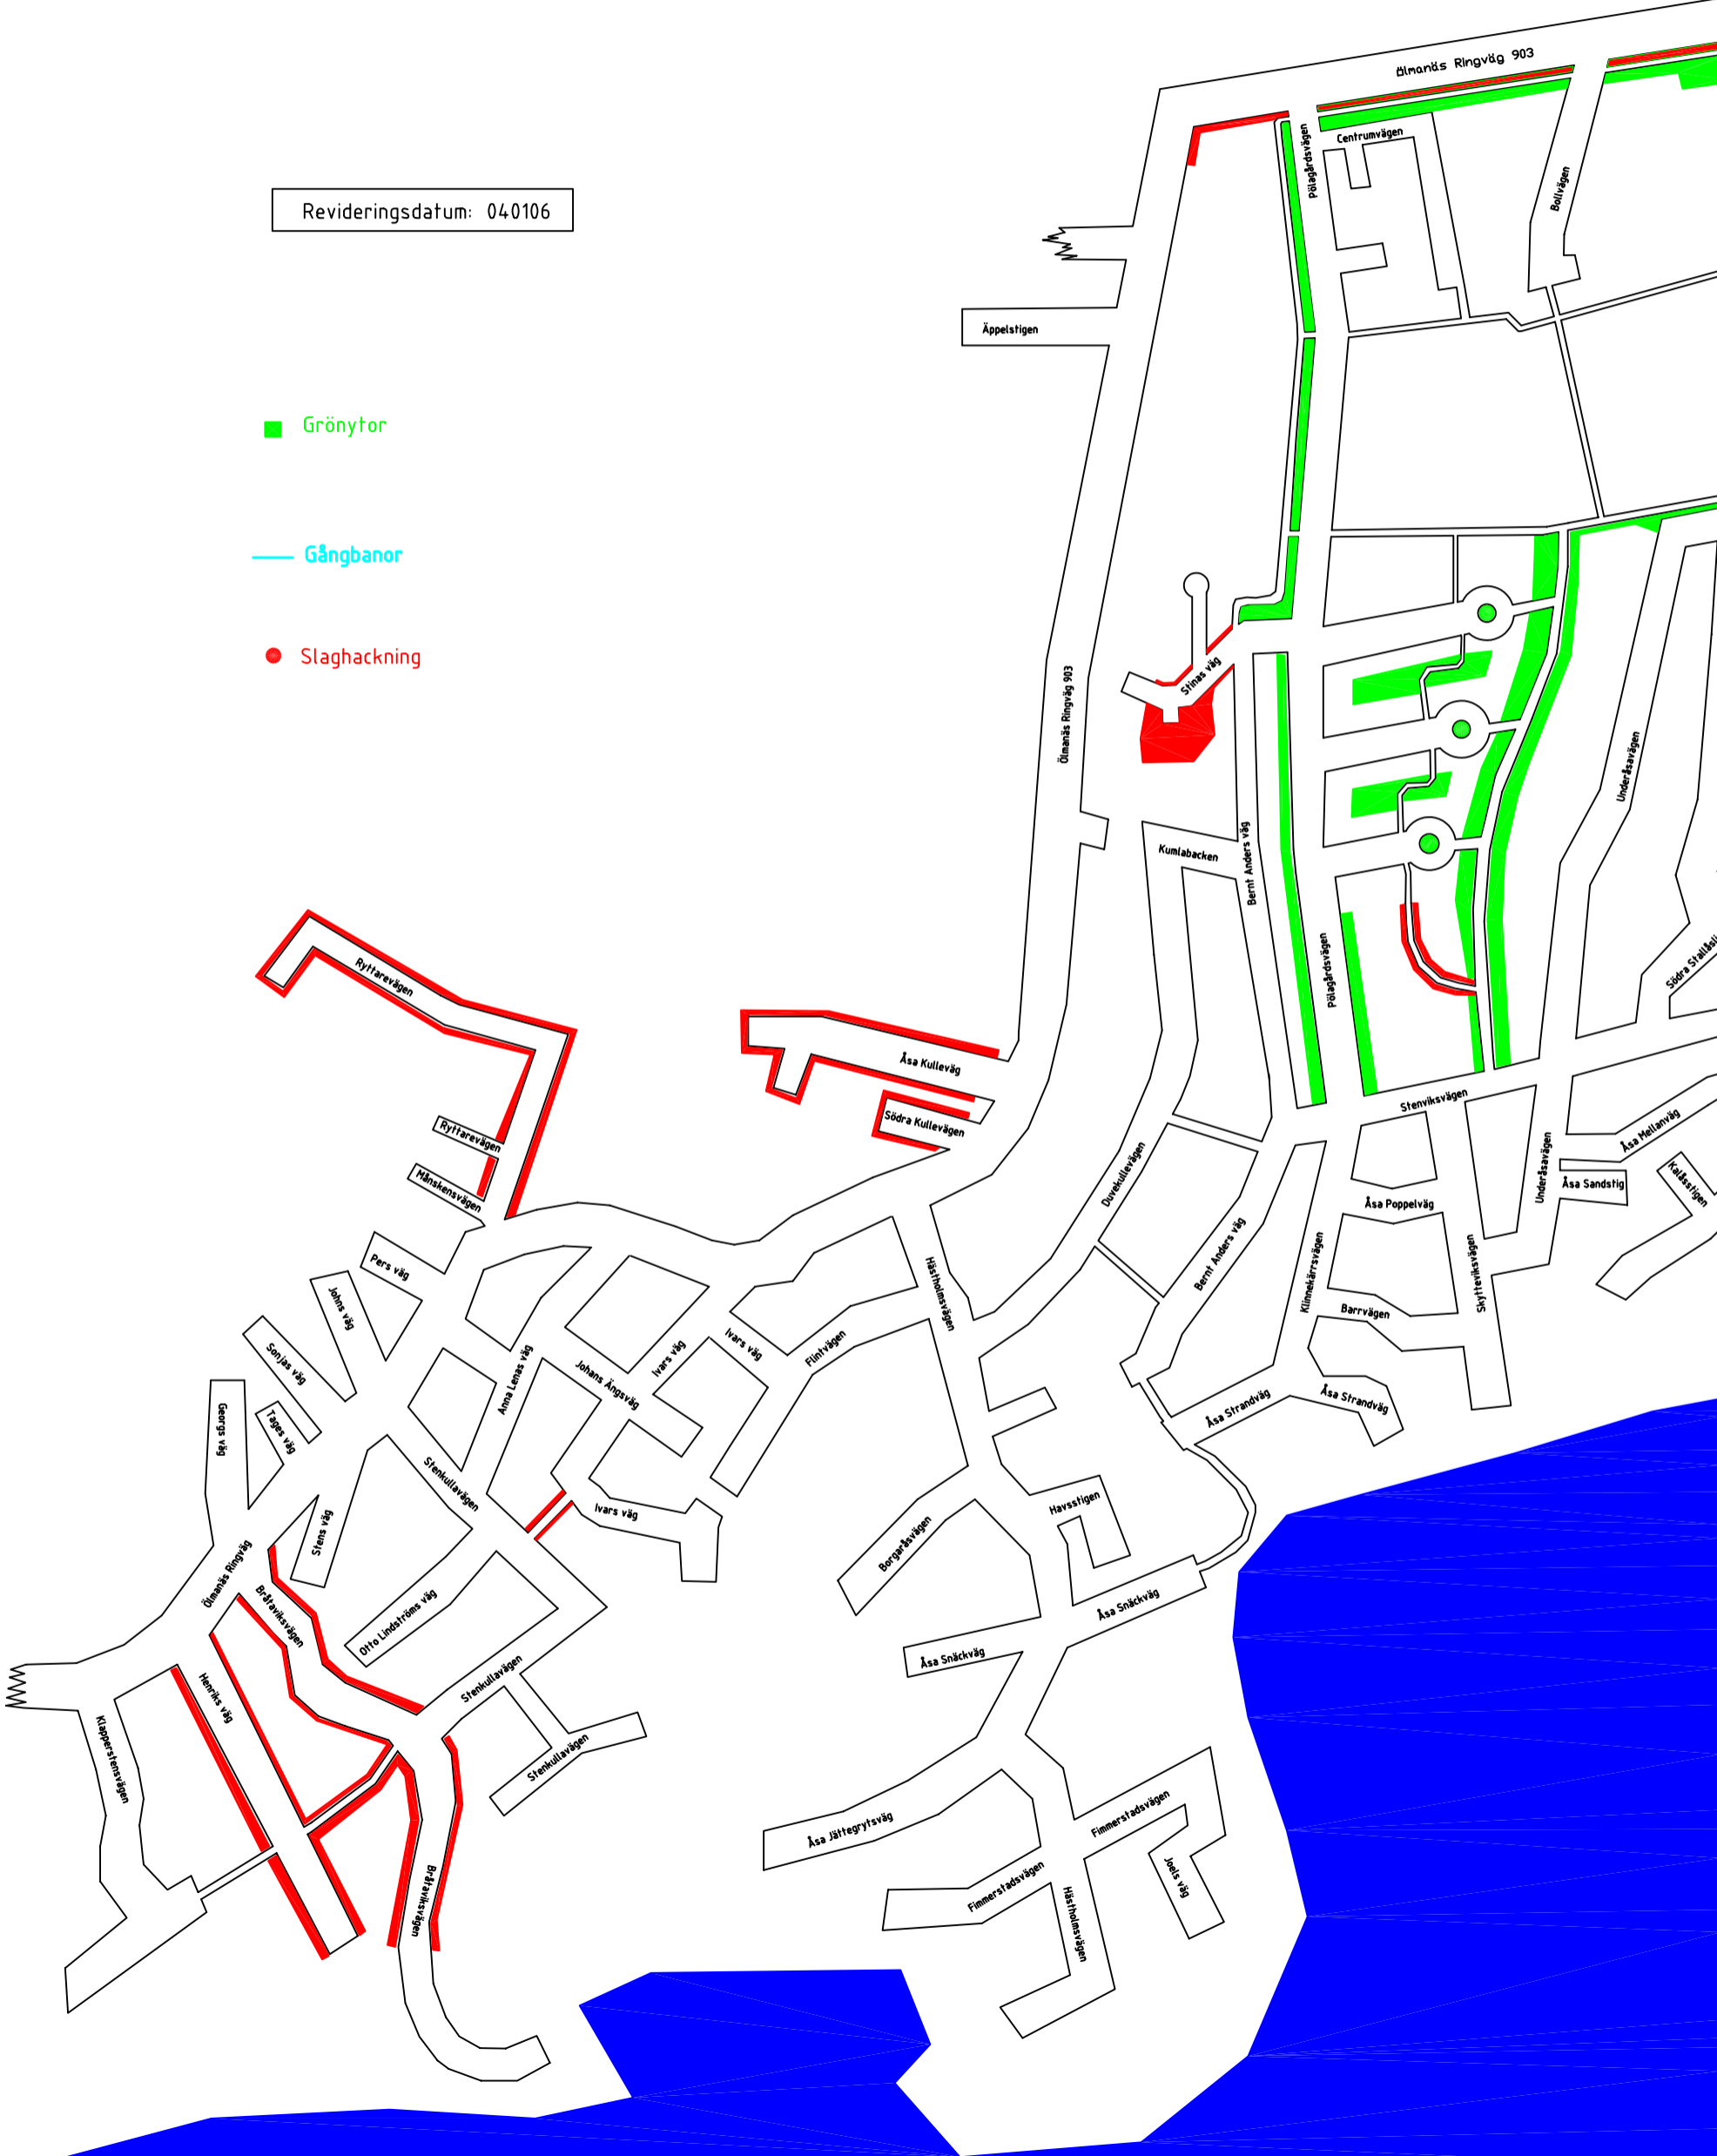 Ölmanäs Ringväg 903
Centrumvägen
Pölagårdsvägen
Bollvägen
Revideringsdatum: 040106
Äppelstigen
Grönytor
Gångbanor
Slaghackning
Stinas väg
Ölmanäs Ringväg 903
Underåsavägen
Kumlabacken
Bernt Anders väg
Pölagårdsvägen
Södra Stallåsli
Ryttarevägen
Åsa Kulleväg
Södra Kullevägen
Stenviksvägen
Ryttarevägen
Månskensvägen
Duvekullevägen
Underåsavägen
Åsa Mellanväg
Åsa Sandstig
Kalåsstigen
Åsa Poppelväg
Pers väg
Johns väg
Bernt Anders väg
Klinnekärrsvägen
Skytteviksvägen
Barrvägen
Hästholmsvägen
Sonjas väg
Anna Lenas väg
Johans Ängsväg
Ivars väg
Ivars väg
Flintvägen
Åsa Strandväg
Åsa Strandväg
Georgs väg
Tages väg
Stenkullavägen
Ivars väg
Stens väg
Havsstigen
Borgaråsvägen
Ölmanäs Ringväg
Bråtaviksvägen
Otto Lindströms väg
Åsa Snäckväg
Åsa Snäckväg
Stenkullavägen
Henriks väg
Klapperstensvägen
Stenkullavägen
Åsa Jättegrytsväg
Fimmerstadsvägen
Joels väg
Fimmerstadsvägen
Bråtaviksvägen
Hästholmsvägen